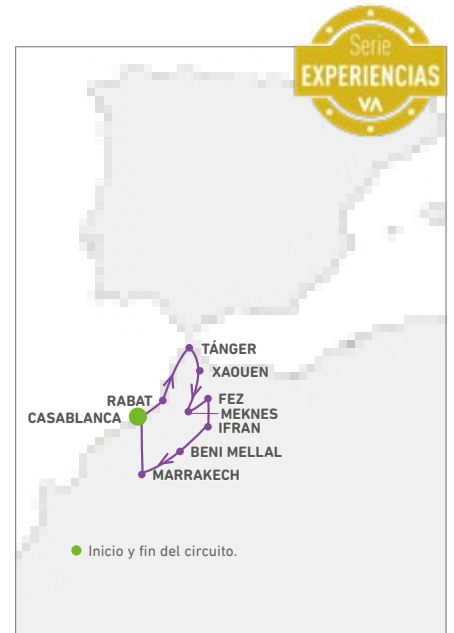 Serie
EXPERIENCIAS
VA
TÁNGER
XAOUEN
RABAT
FEZ
CASABLANCA
MEKNES
IFRAN
BENI MELLAL
MARRAKECH
Inicio y fin del circuito.